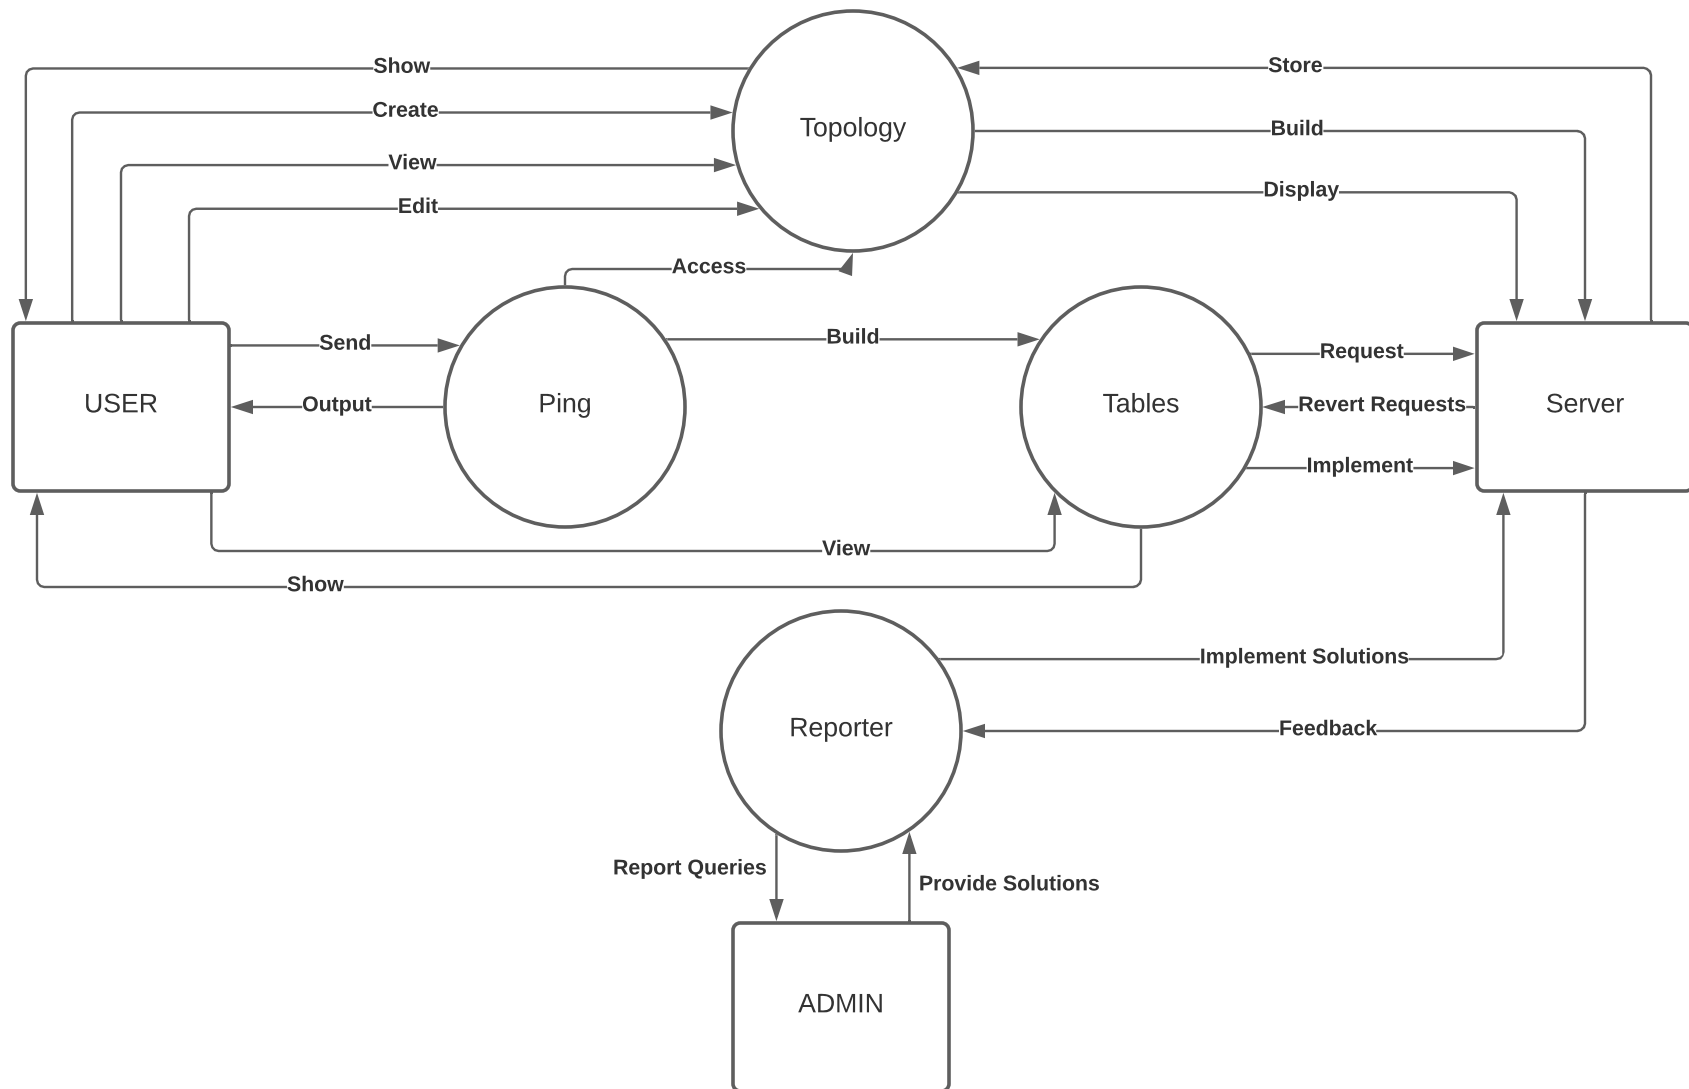 Topology
Show
Store
Create
Build
View
Display
Edit
Access
Send
Build
Request
USER
Output
Ping
Tables
Revert Requests
Server
Implement
View
Show
Implement Solutions
Reporter
Feedback
Report Queries
Provide Solutions
ADMIN